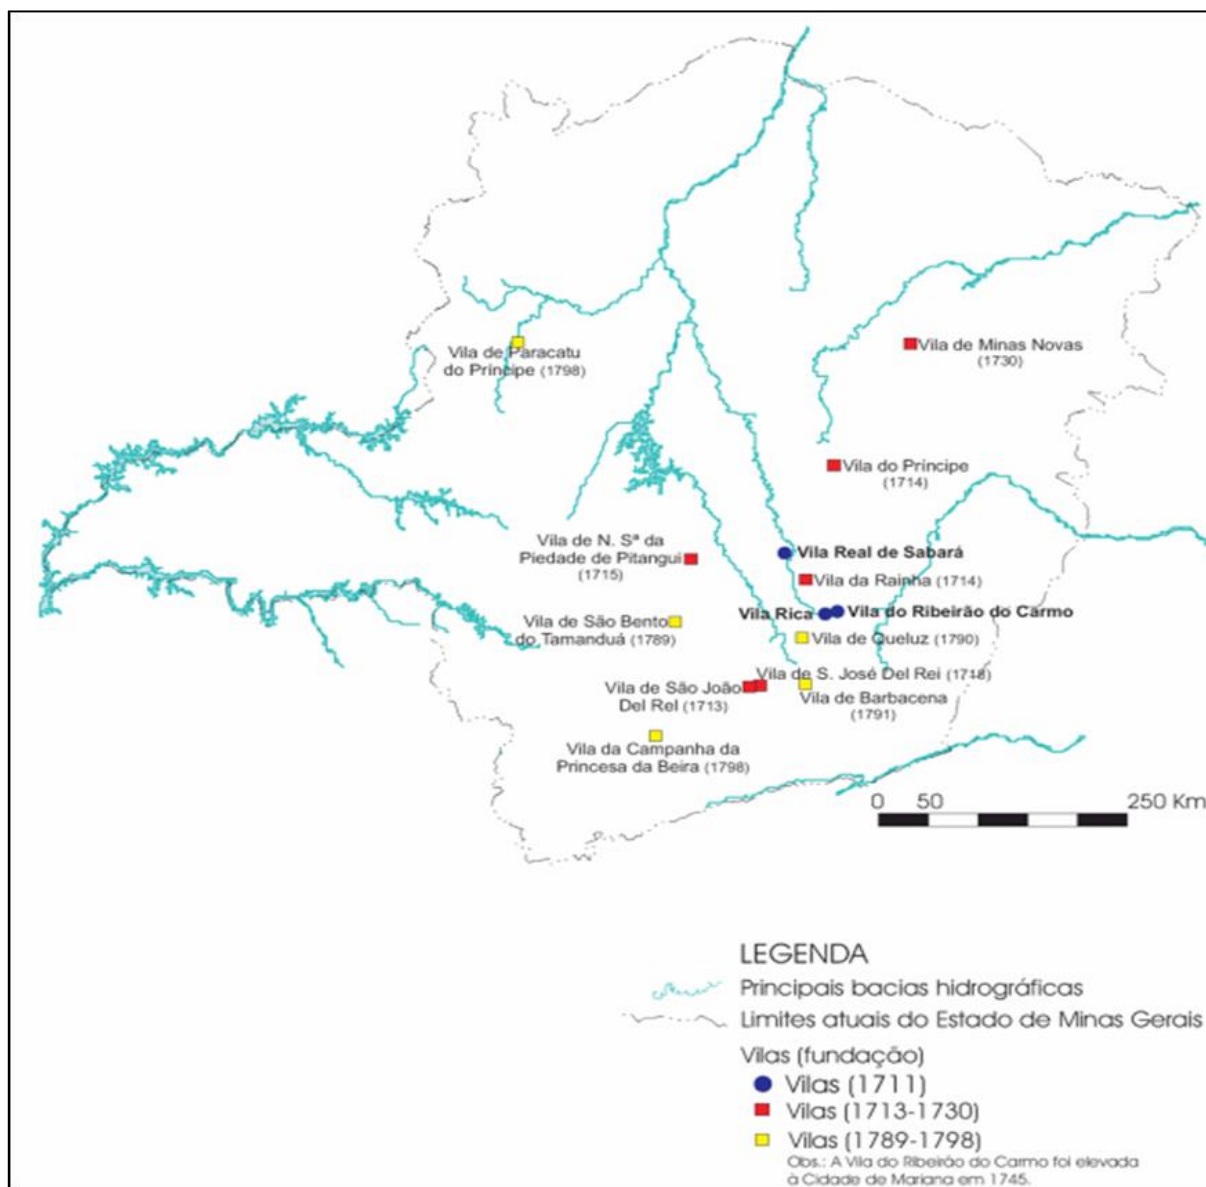 Vila de Paracatu
do Príncipe (1798)
Vila de Minas Novas
(1730)
Vila do Príncipe
(1714)
Vila de N. Sª da
Piedade de Pitangui
(1715)
Vila Real de Sabará
Vila da Rainha (1714)
Vila Rica
Vila do Ribeirão do Carmo
Vila de São Bento
do Tamanduá (1789)
Vila de Queluz (1790)
Vila de S. José Del Rei (1718)
Vila de São João
Del Rel (1713)
Vila de Barbacena
(1791)
Vila da Campanha da
Princesa da Beira (1798)
0 50 250 Km
LEGENDA
Principais bacias hidrográficas
Limites atuais do Estado de Minas Gerais
Vilas (fundação)
Vilas (1711)
Vilas (1713-1730)
Vilas (1789-1798)
Obs.: A Vila do Ribeirão do Carmo foi elevada
à Cidade de Mariana em 1745.